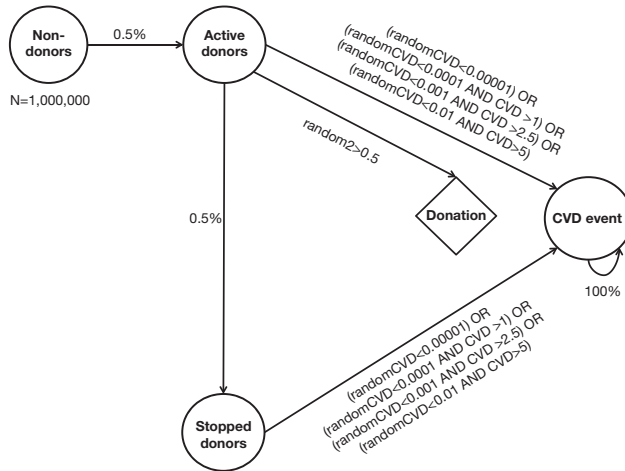 Non-
donors
0.5%
Active
donors
N=1,000,000
(randomCVD<0.00001) OR
(randomCVD<0.0001 AND CVD >1) OR
(randomCVD<0.001 AND CVD >2.5) OR
(randomCVD<0.01 AND CVD>5)
random2>0.5
Donation
CVD event
0.5%
100%
(randomCVD<0.00001) OR
(randomCVD<0.0001 AND CVD >1) OR
(randomCVD<0.001 AND CVD >2.5) OR
(randomCVD<0.01 AND CVD>5)
Stopped
donors